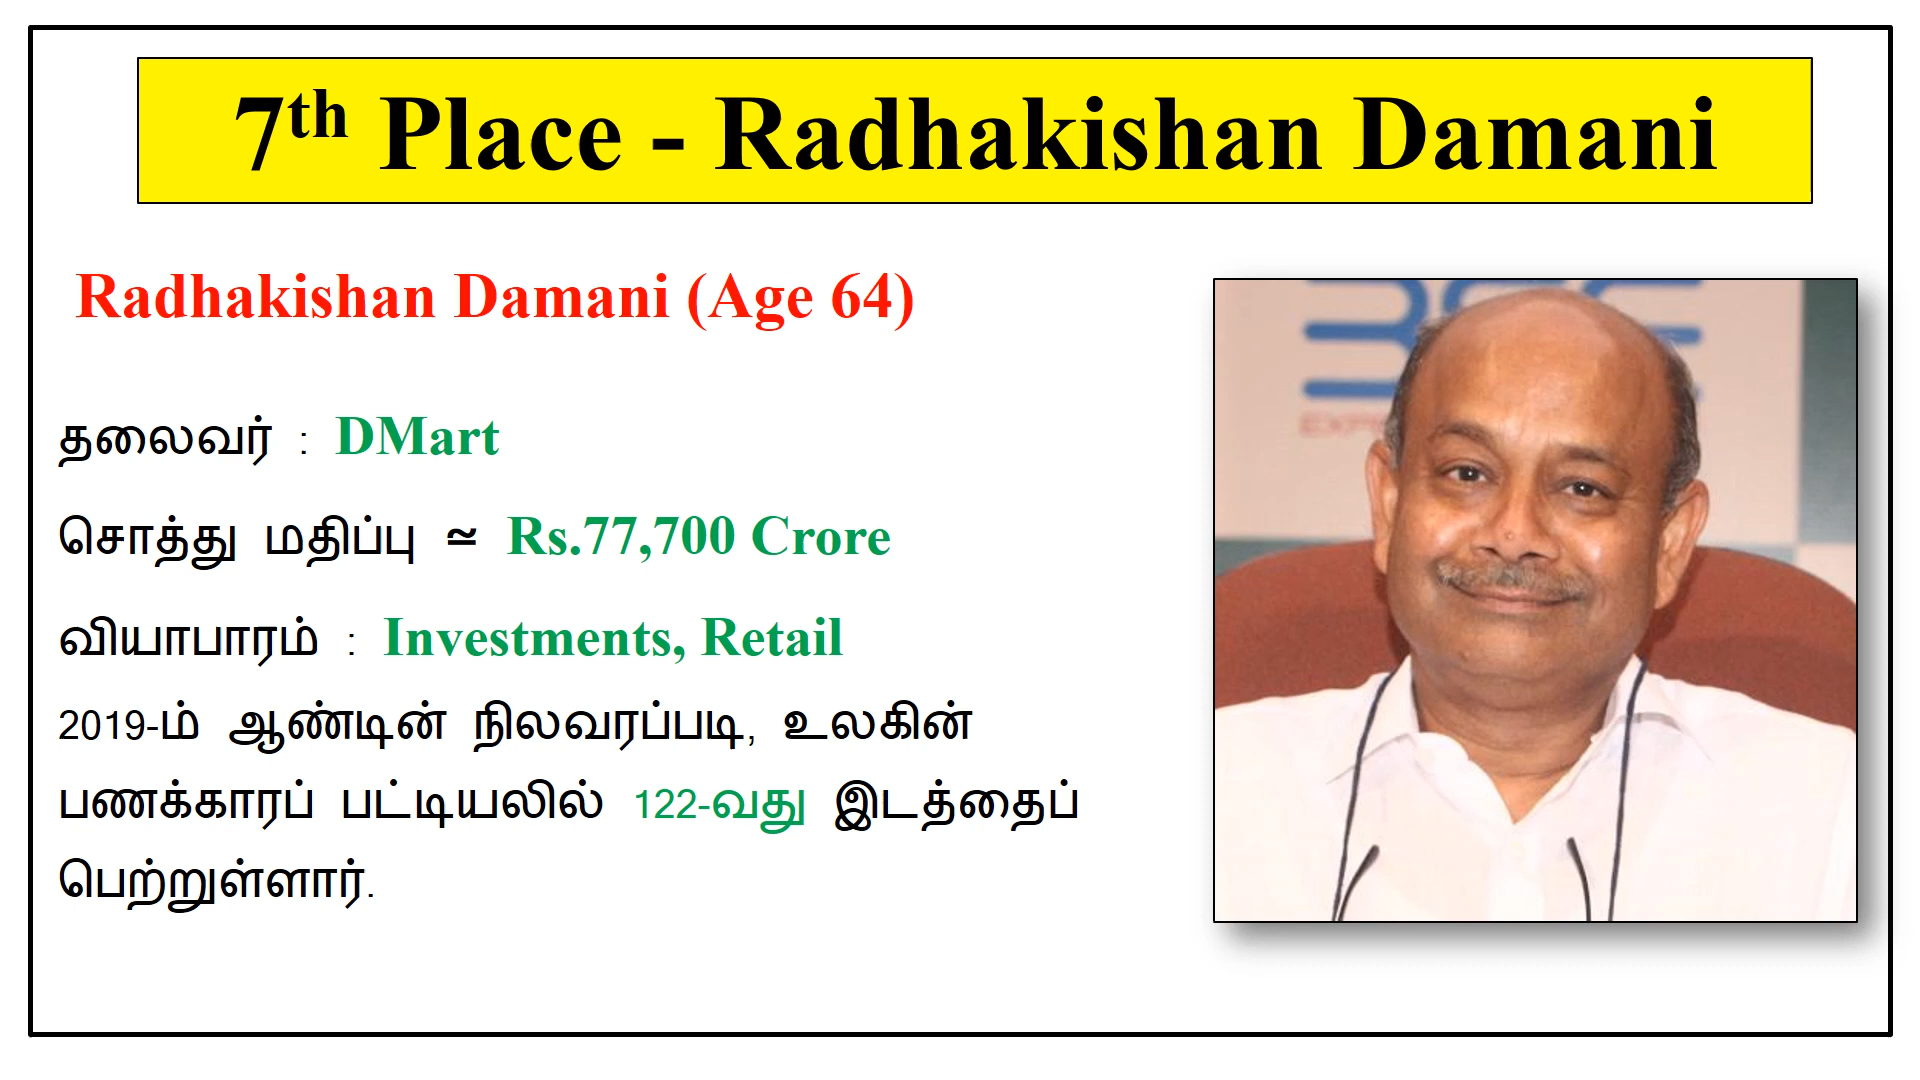 7th Place - Radhakishan Damani
Radhakishan Damani (Age 64)
தலைவர் : DMart
சொத்து மதிப்பு ≃ Rs.77,700 Crore
வியாபாரம் : Investments, Retail
2019-ம் ஆண்டின் நிலவரப்படி, உலகின்
பணக்காரப் பட்டியலில் 122-வது இடத்தைப்
பெற்றுள்ளார்.